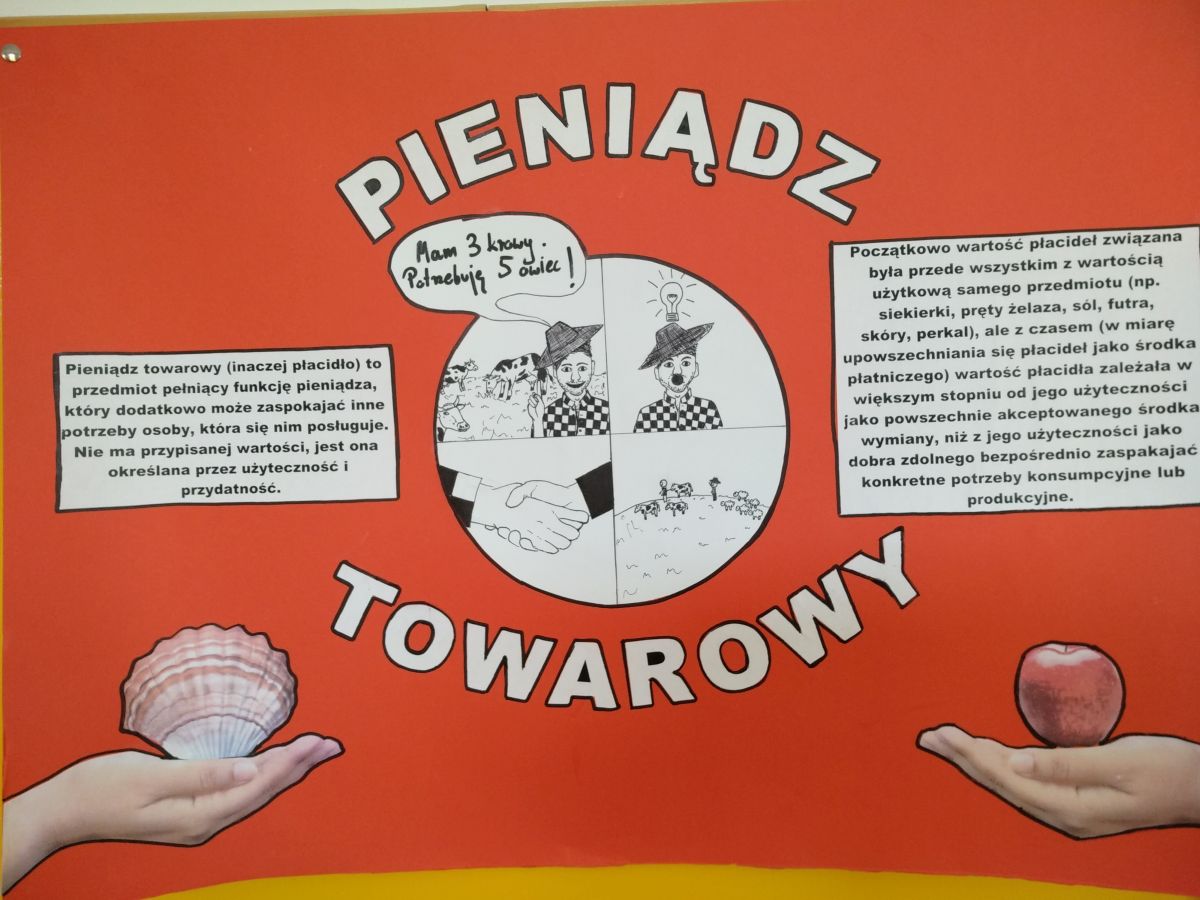 PIENIĄDZ
Mam 3 krowy.
Potrzebuję 5 owiec!
Pieniądz towarowy (inaczej płacidło) to
przedmiot pełniący funkcję pieniądza,
który dodatkowo może zaspokajać inne
potrzeby osoby, która się nim posługuje.
Nie ma przypisanej wartości, jest ona
określana przez użyteczność i
przydatność.
Początkowo wartość płacideł związana
była przede wszystkim z wartością
użytkową samego przedmiotu (np.
siekierki, pręty żelaza, sól, futra,
skóry, perkal), ale z czasem (w miarę
upowszechniania się płacideł jako środka
płatniczego) wartość płacidła zależała w
większym stopniu od jego użyteczności
jako powszechnie akceptowanego środka
wymiany, niż z jego użyteczności jako
dobra zdolnego bezpośrednio zaspakajać
konkretne potrzeby konsumpcyjne lub
produkcyjne.
TOWAROWY